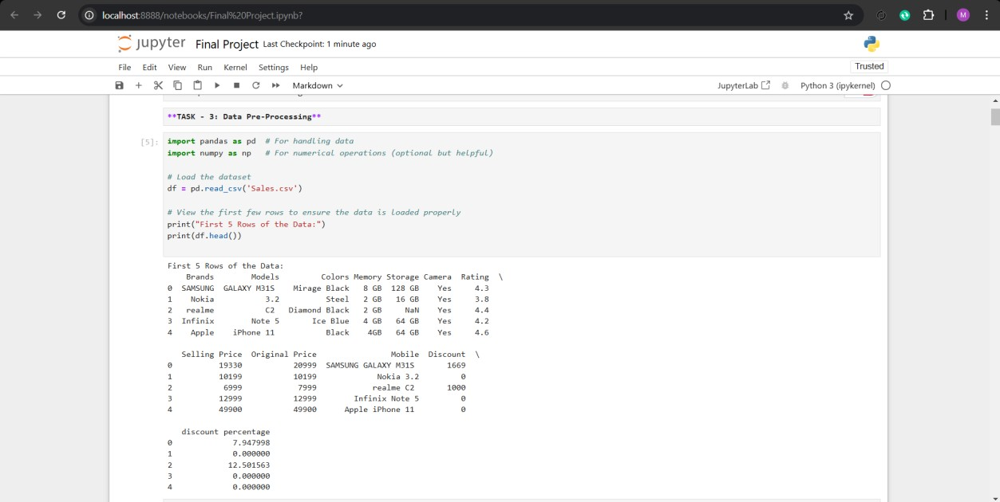 localhost:8888/notebooks/Final%20Project.ipynb?
M
jupyter Final Project Last Checkpoint: 1 minute ago
File Edit View Run Kernel Settings Help
Trusted
Markdown
JupyterLab
Python 3 (ipykernel)
**TASK - 3: Data Pre-Processing**
[5]:
import pandas as pd  # For handling data
import numpy as np   # For numerical operations (optional but helpful)
# Load the dataset
df = pd.read_csv('Sales.csv')
# View the first few rows to ensure the data is loaded properly
print("First 5 Rows of the Data:")
print(df.head())
First 5 Rows of the Data:
    Brands        Models         Colors Memory Storage Camera  Rating  \
0  SAMSUNG  GALAXY M31S    Mirage Black   8 GB  128 GB    Yes     4.3
1    Nokia           3.2          Steel   2 GB   16 GB    Yes     3.8
2   realme            C2  Diamond Black   2 GB     NaN    Yes     4.4
3  Infinix        Note 5       Ice Blue   4 GB   64 GB    Yes     4.2
4    Apple     iPhone 11          Black    4GB   64 GB    Yes     4.6
   Selling Price  Original Price                Mobile  Discount  \
0          19330           20999  SAMSUNG GALAXY M31S       1669
1          10199           10199             Nokia 3.2         0
2           6999            7999            realme C2       1000
3          12999           12999        Infinix Note 5         0
4          49900           49900      Apple iPhone 11          0
   discount percentage
0             7.947998
1             0.000000
2            12.501563
3             0.000000
4             0.000000